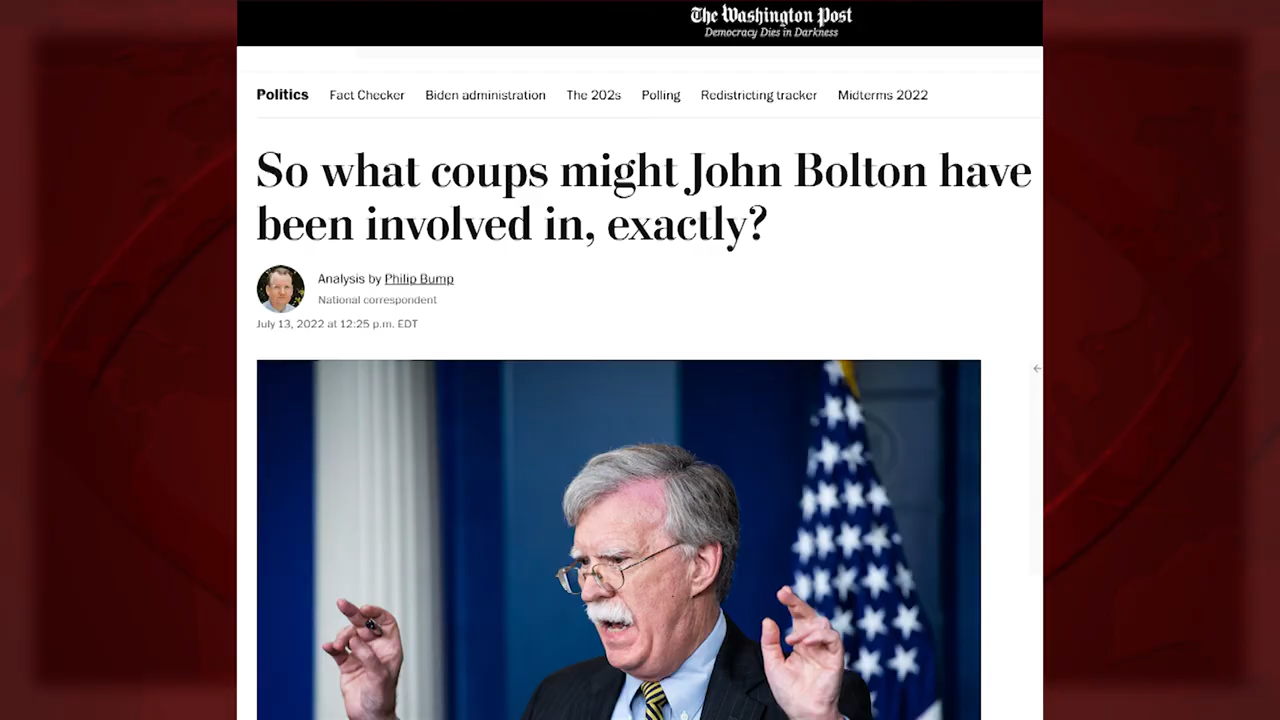 The Washington Post
Democracy Dies in Darkness
Politics Fact Checker Biden administration The 202s Polling Redistricting tracker Midterms 2022
So what coups might John Bolton have
been involved in, exactly?
Analysis by Philip Bump
National correspondent
July 13, 2022 at 12:25 p.m. EDT